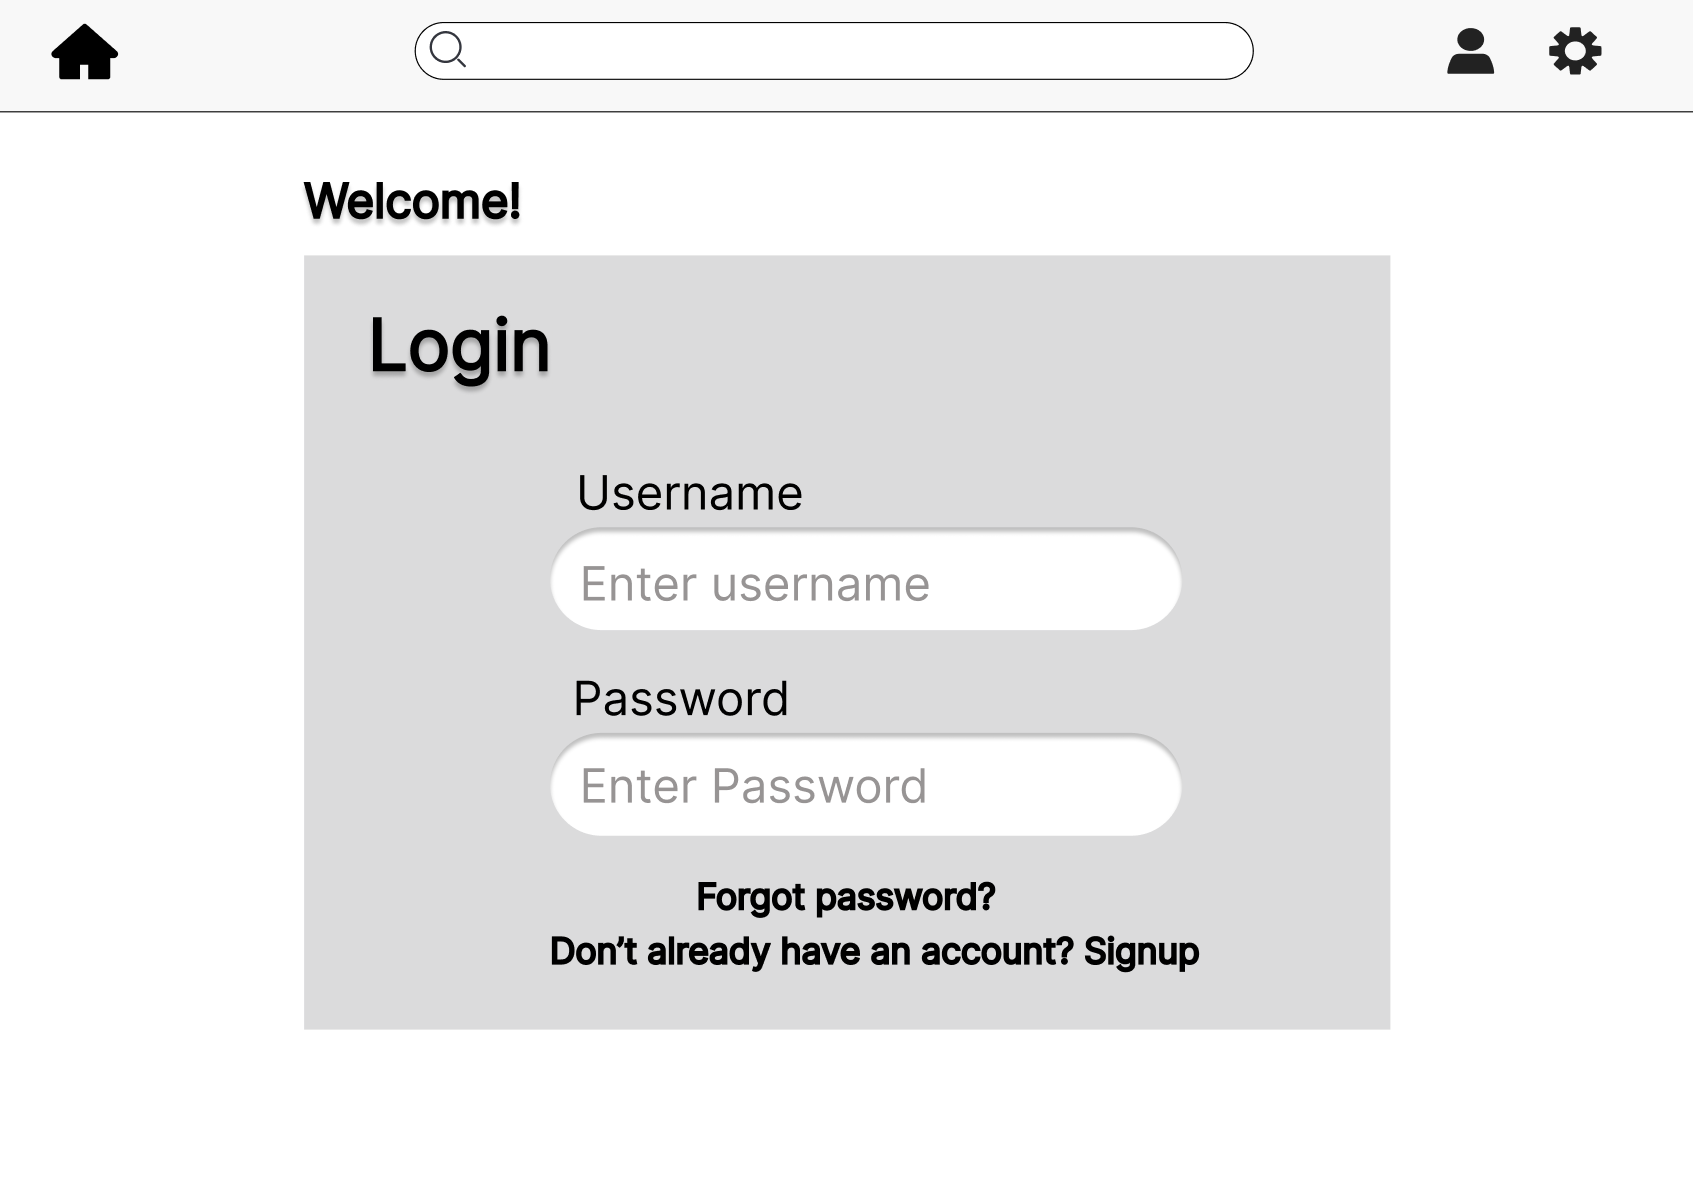 Welcome!
Login
Username
Enter username
Password
Enter Password
Forgot password?
Don’t already have an account? Signup